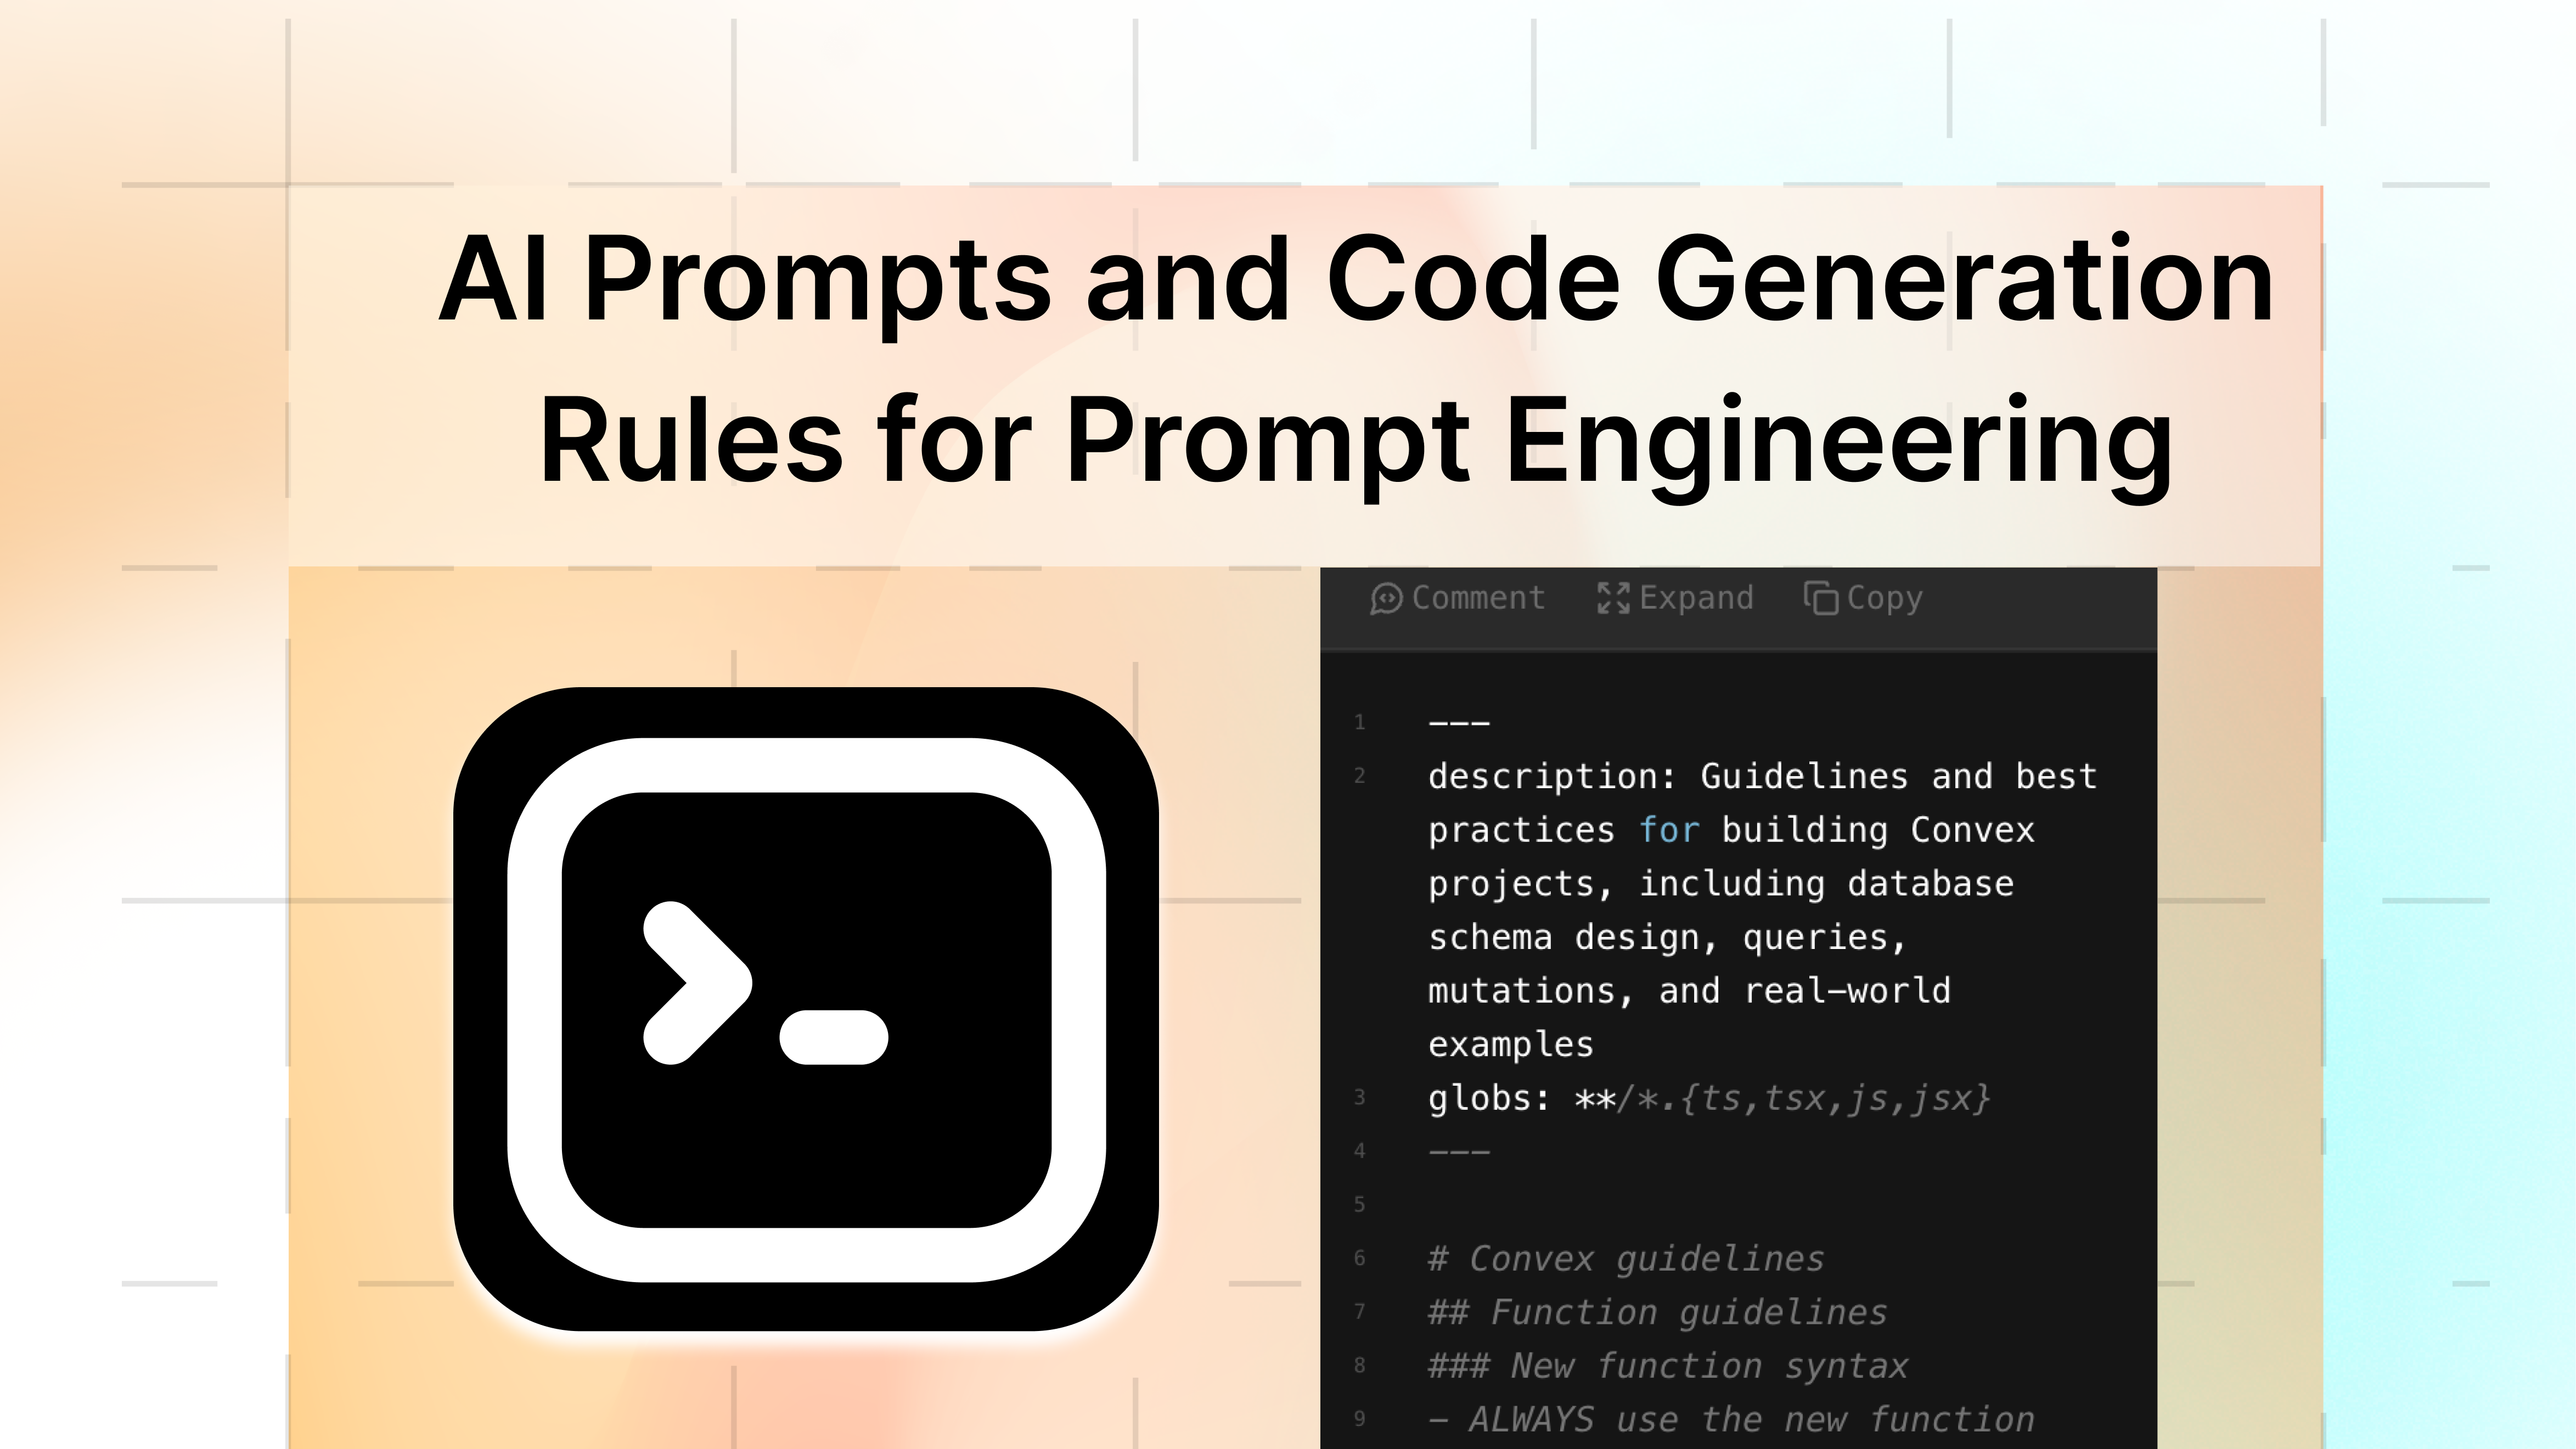 AI Prompts and Code Generation
Rules for Prompt Engineering
Comment Expand Copy
1 ---
2 description: Guidelines and best
practices for building Convex
projects, including database
schema design, queries,
mutations, and real-world
examples
3 globs: **/*.{ts,tsx,js,jsx}
4 ---
5
6 # Convex guidelines
7 ## Function guidelines
8 ### New function syntax
9 - ALWAYS use the new function